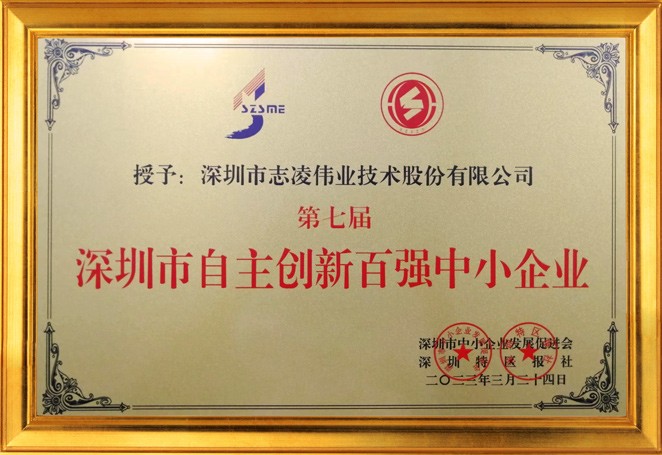 SZSME
授予：深圳市志凌伟业技术股份有限公司
第七届
深圳市自主创新百强中小企业
深圳市中小企业发展促进会
深圳特区报社
二〇二三年三月二十四日